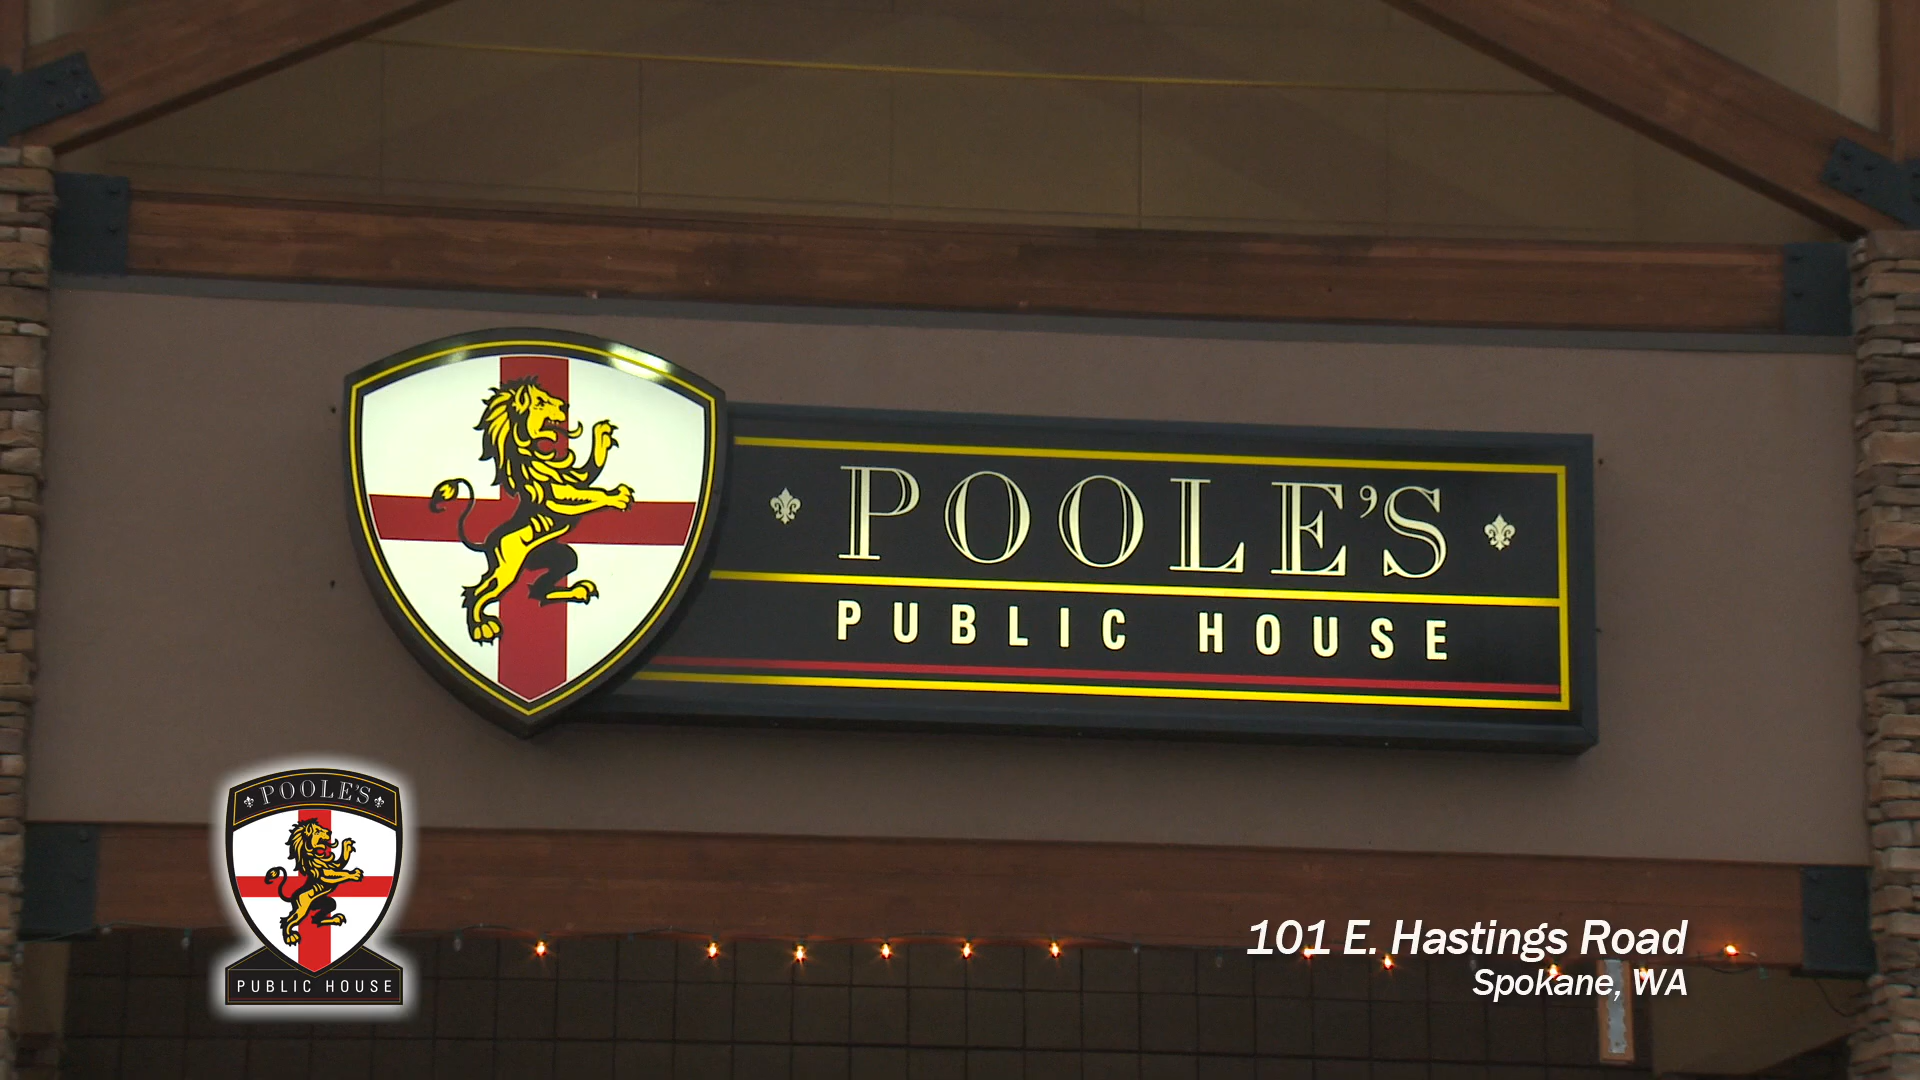 POOLE'S
PUBLIC HOUSE
POOLE'S
PUBLIC HOUSE
101 E. Hastings Road
Spokane, WA